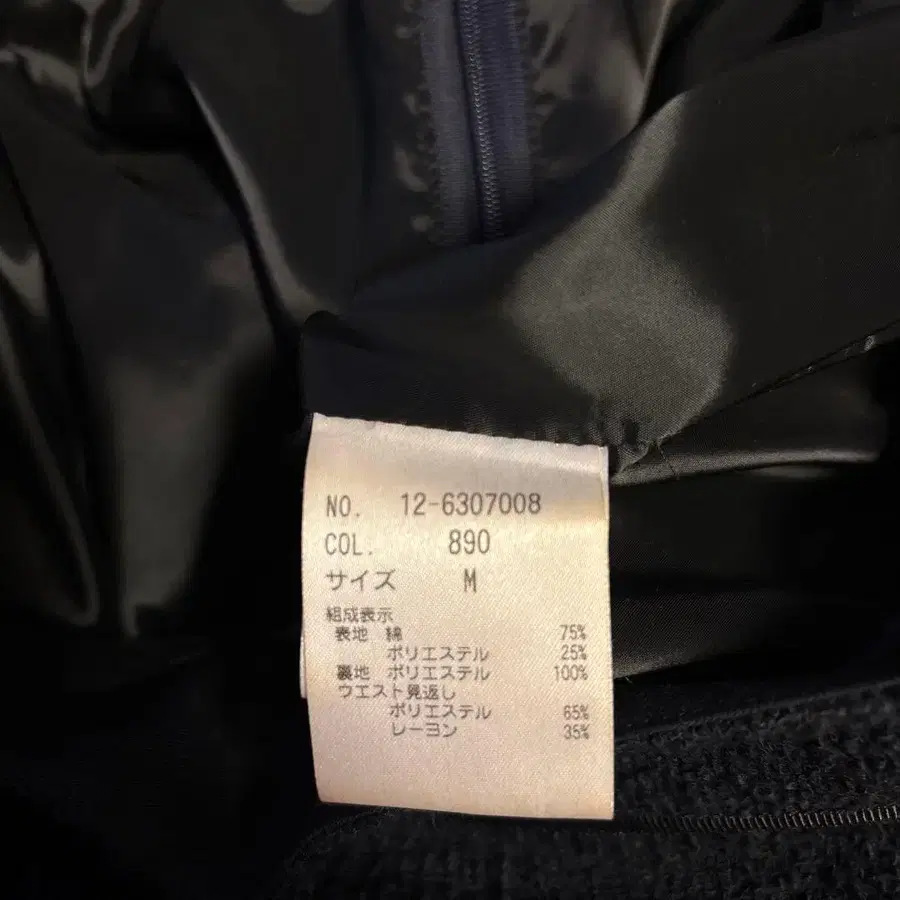 NO. 12-6307008
COL. 890
サイズ M
組成表示
表地 綿 75%
ポリエステル 25%
裏地 ポリエステル 100%
ウエスト見返し
ポリエステル 65%
レーヨン 35%